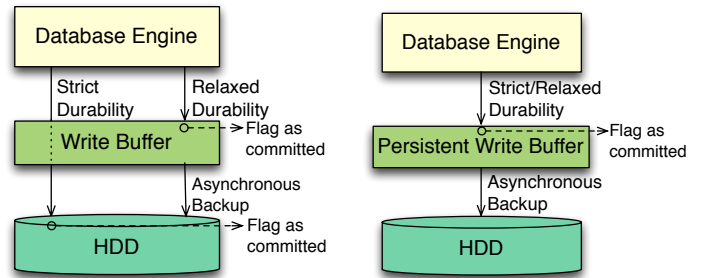 Database Engine
Strict
Durability
Relaxed
Durability
Write Buffer
Flag as
committed
Asynchronous
Backup
HDD
Flag as
committed
Database Engine
Strict/Relaxed
Durability
Persistent Write Buffer
Flag as
committed
Asynchronous
Backup
HDD